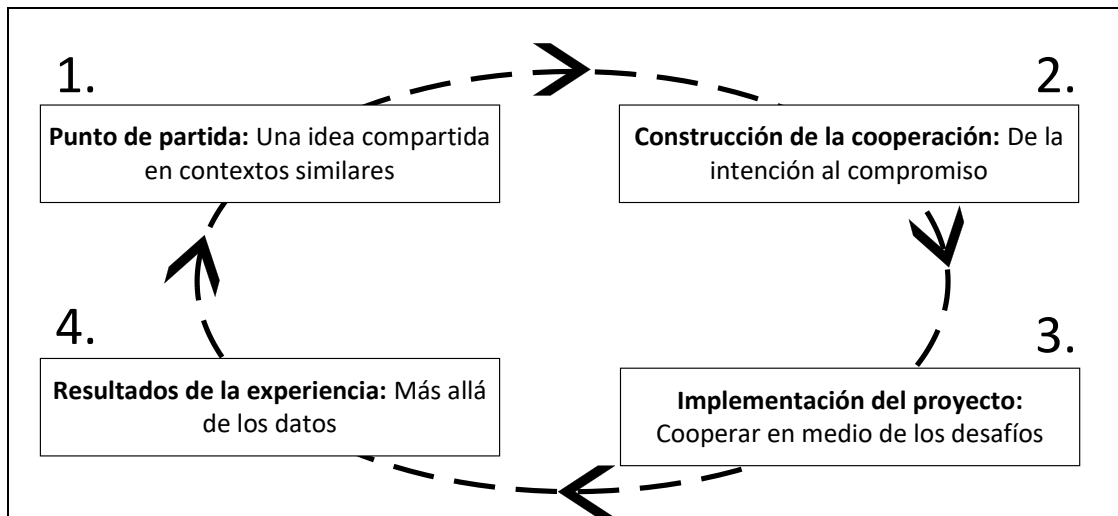 1.
Punto de partida: Una idea compartida
en contextos similares
2.
Construcción de la cooperación: De la
intención al compromiso
3.
Implementación del proyecto:
Cooperar en medio de los desafíos
4.
Resultados de la experiencia: Más allá
de los datos